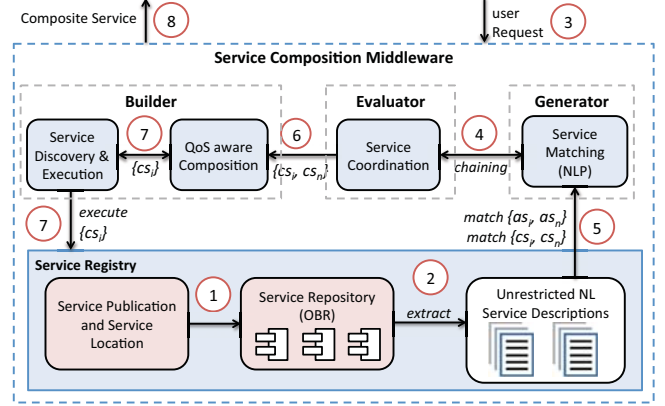 Composite Service
8
user
Request
3
Service Composition Middleware
Builder
Evaluator
Generator
Service
Discovery &
Execution
7
{csᵢ}
QoS aware
Composition
6
{csᵢ, csₙ}
Service
Coordination
4
chaining
Service
Matching
(NLP)
7
execute
{csᵢ}
match {asᵢ, asₙ}
match {csᵢ, csₙ}
5
Service Registry
Service Publication
and Service
Location
1
Service Repository
(OBR)
2
extract
Unrestricted NL
Service Descriptions